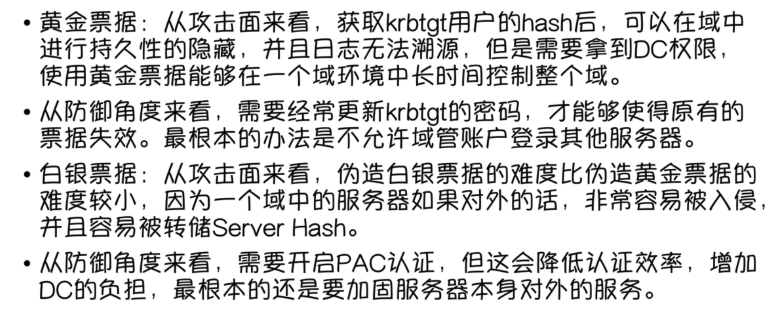 • 黄金票据：从攻击面来看，获取krbtgt用户的hash后，可以在域中
进行持久性的隐藏，并且日志无法溯源，但是需要拿到DC权限，
使用黄金票据能够在一个域环境中长时间控制整个域。
• 从防御角度来看，需要经常更新krbtgt的密码，才能够使得原有的
票据失效。最根本的办法是不允许域管账户登录其他服务器。
• 白银票据：从攻击面来看，伪造白银票据的难度比伪造黄金票据的
难度较小，因为一个域中的服务器如果对外的话，非常容易被入侵，
并且容易被转储Server Hash。
• 从防御角度来看，需要开启PAC认证，但这会降低认证效率，增加
DC的负担，最根本的还是要加固服务器本身对外的服务。